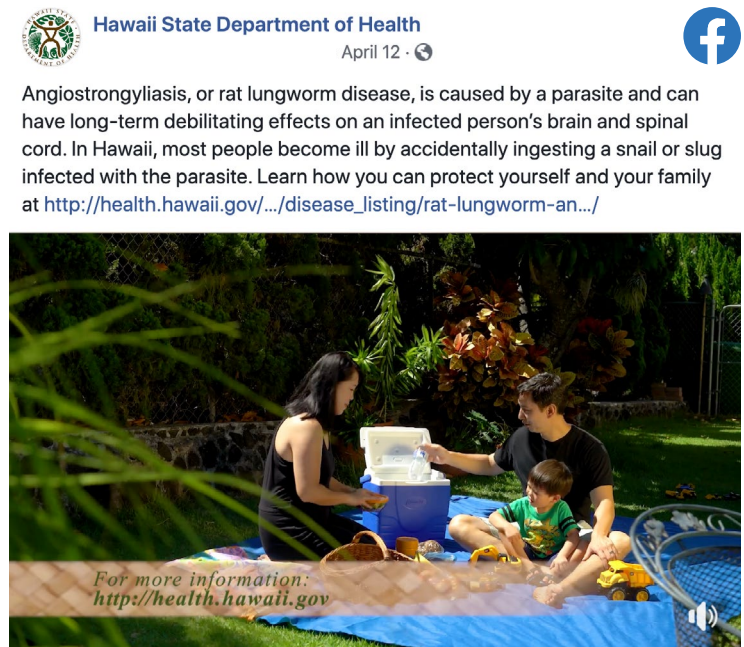 Hawaii State Department of Health
April 12 ·
Angiostrongyliasis, or rat lungworm disease, is caused by a parasite and can
have long-term debilitating effects on an infected person's brain and spinal
cord. In Hawaii, most people become ill by accidentally ingesting a snail or slug
infected with the parasite. Learn how you can protect yourself and your family
at http://health.hawaii.gov/.../disease_listing/rat-lungworm-an.../
For more information:
http://health.hawaii.gov